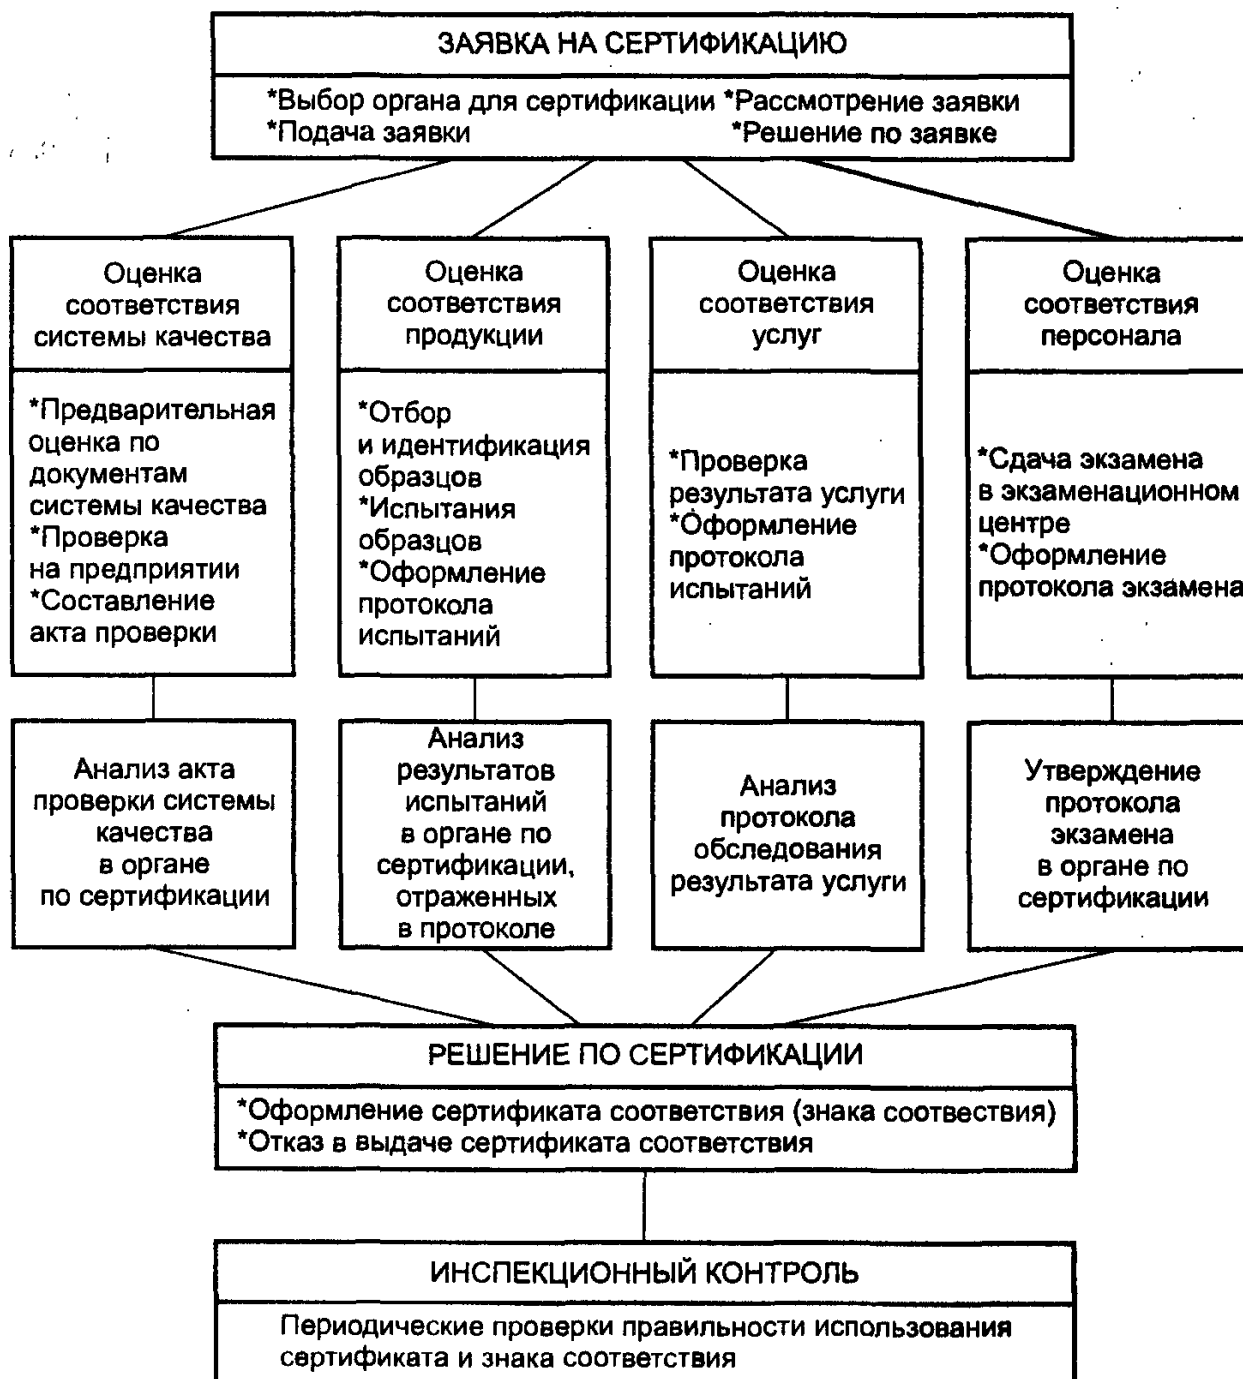 ЗАЯВКА НА СЕРТИФИКАЦИЮ
*Выбор органа для сертификации *Рассмотрение заявки
*Подача заявки *Решение по заявке
Оценка
соответствия
системы качества
*Предварительная
оценка по
документам
системы качества
*Проверка
на предприятии
*Составление
акта проверки
Анализ акта
проверки системы
качества
в органе
по сертификации
Оценка
соответствия
продукции
*Отбор
и идентификация
образцов
*Испытания
образцов
*Оформление
протокола
испытаний
Анализ
результатов
испытаний
в органе по
сертификации,
отраженных
в протоколе
Оценка
соответствия
услуг
*Проверка
результата услуги
*Оформление
протокола
испытаний
Анализ
протокола
обследования
результата услуги
Оценка
соответствия
персонала
*Сдача экзамена
в экзаменационном
центре
*Оформление
протокола экзамена
Утверждение
протокола
экзамена
в органе по
сертификации
РЕШЕНИЕ ПО СЕРТИФИКАЦИИ
*Оформление сертификата соответствия (знака соотвествия)
*Отказ в выдаче сертификата соответствия
ИНСПЕКЦИОННЫЙ КОНТРОЛЬ
Периодические проверки правильности использования
сертификата и знака соответствия